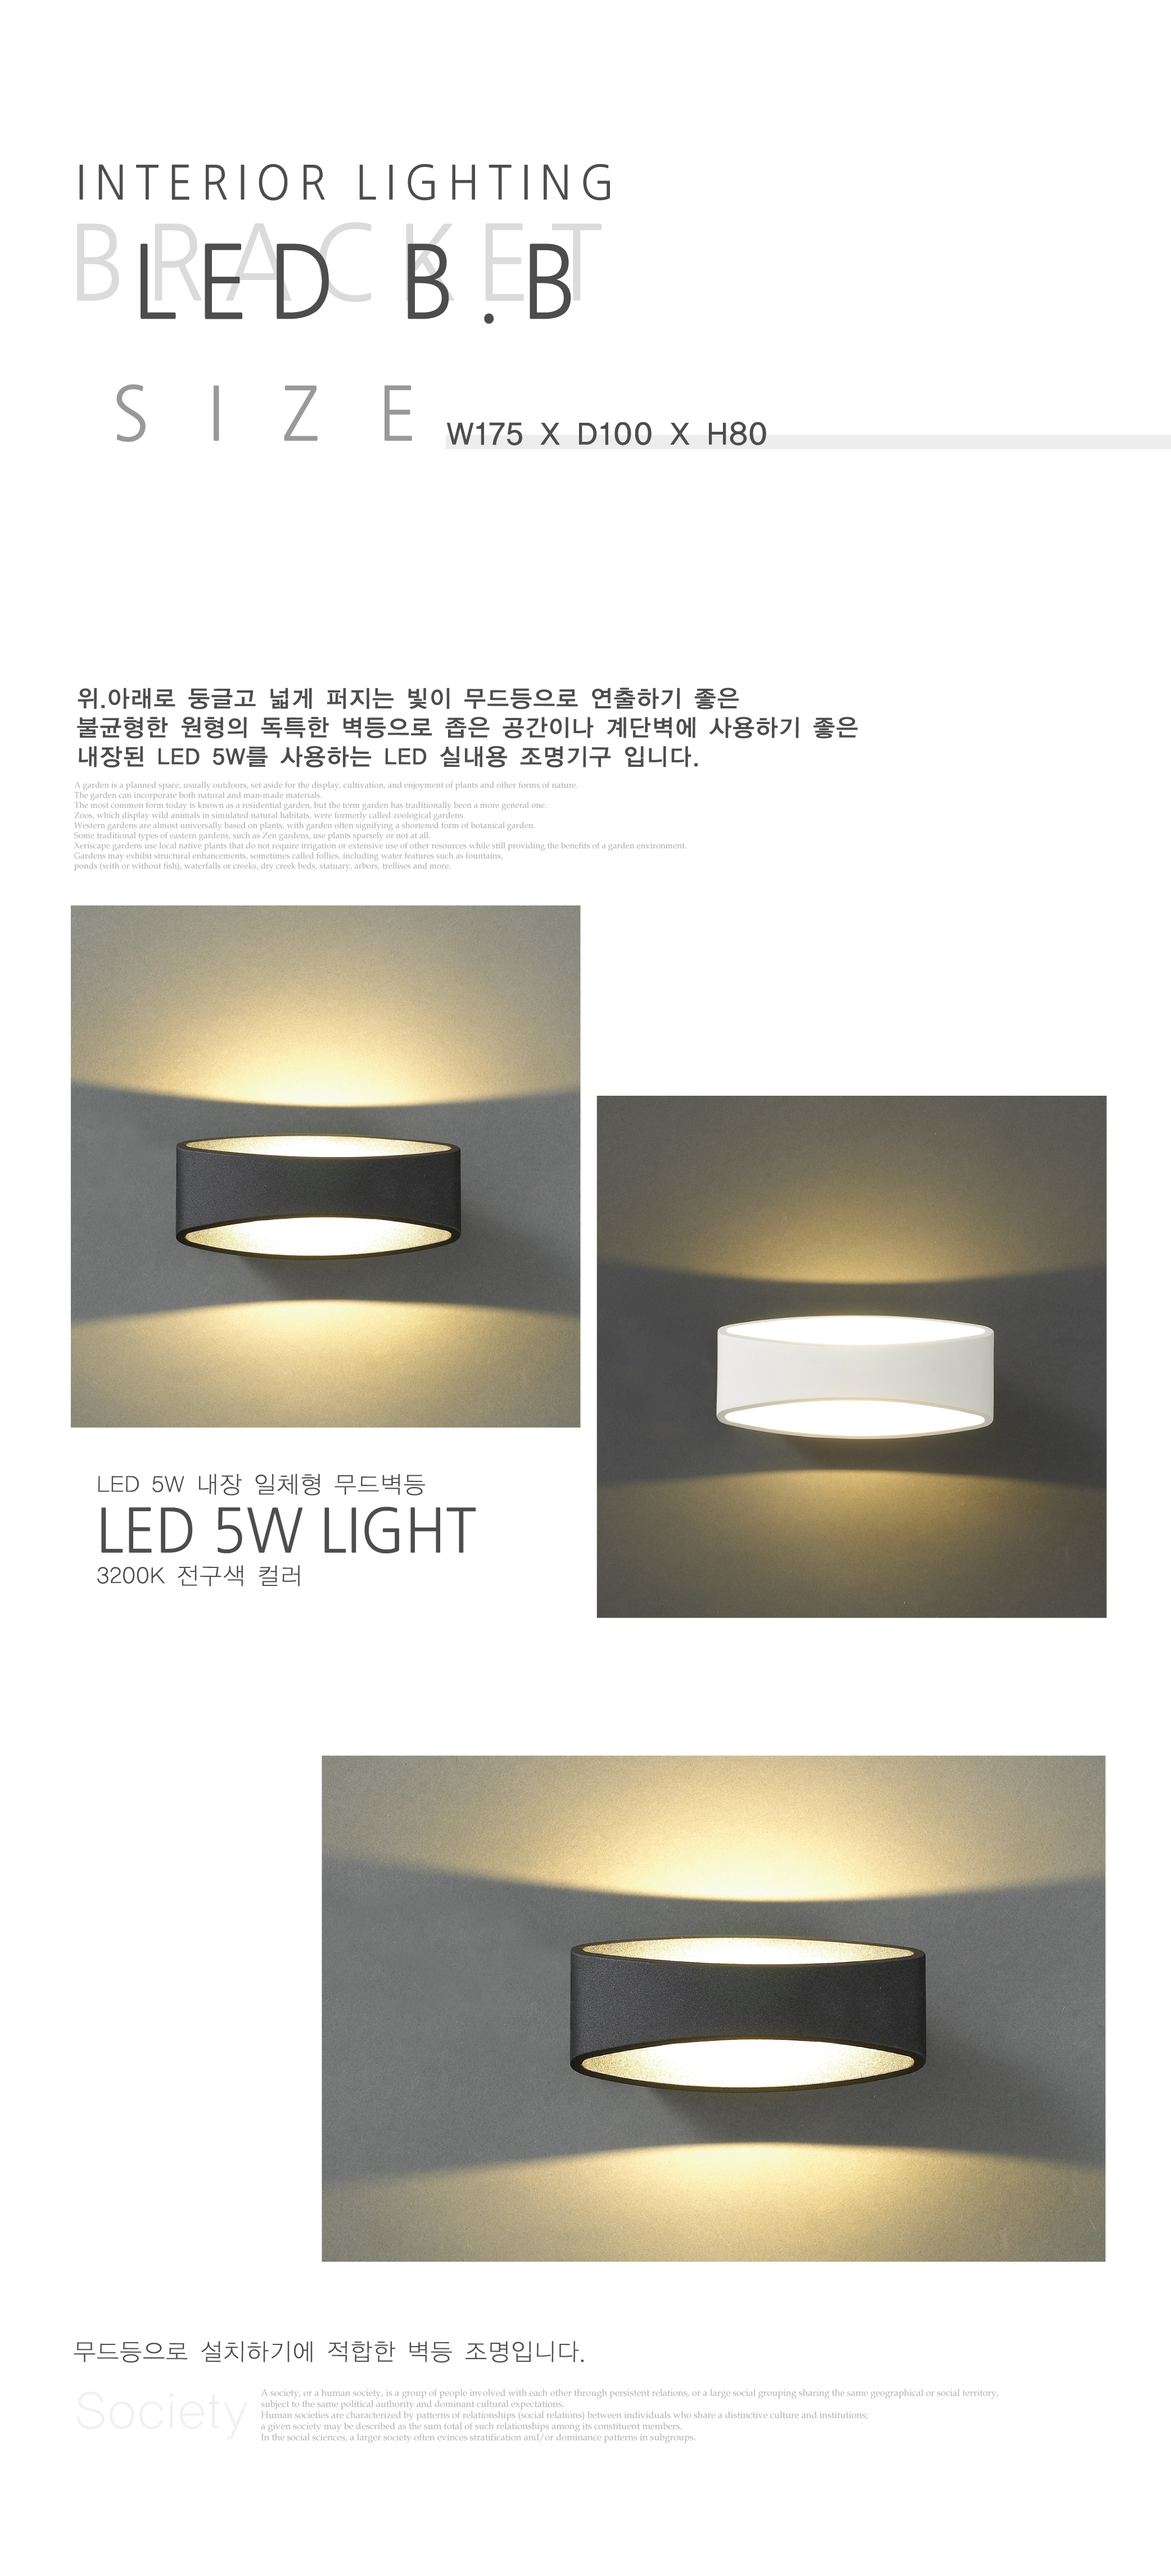 INTERIOR LIGHTING
BRACKET
LED B.B
SIZE W175 X D100 X H80
위.아래로 둥글고 넓게 퍼지는 빛이 무드등으로 연출하기 좋은
불균형한 원형의 독특한 벽등으로 좁은 공간이나 계단벽에 사용하기 좋은
내장된 LED 5W를 사용하는 LED 실내용 조명기구 입니다.
A garden is a planned space, usually outdoors, set aside for the display, cultivation, and enjoyment of plants and other forms of nature.
The garden can incorporate both natural and man-made materials.
The most common form today is known as a residential garden, but the term garden has traditionally been a more general one.
Zoos, which display wild animals in simulated natural habitats, were formerly called zoological gardens.
Western gardens are almost universally based on plants, with garden often signifying a shortened form of botanical garden.
Some traditional types of eastern gardens, such as Zen gardens, use plants sparsely or not at all.
Xeriscape gardens use local native plants that do not require irrigation or extensive use of other resources while still providing the benefits of a garden environment.
Gardens may exhibit structural enhancements, sometimes called follies, including water features such as fountains,
ponds (with or without fish), waterfalls or creeks, dry creek beds, statuary, arbors, trellises and more.
LED 5W 내장 일체형 무드벽등
LED 5W LIGHT
3200K 전구색 컬러
무드등으로 설치하기에 적합한 벽등 조명입니다.
Society
A society, or a human society, is a group of people involved with each other through persistent relations, or a large social grouping sharing the same geographical or social territory,
subject to the same political authority and dominant cultural expectations.
Human societies are characterized by patterns of relationships (social relations) between individuals who share a distinctive culture and institutions;
a given society may be described as the sum total of such relationships among its constituent members.
In the social sciences, a larger society often evinces stratification and/or dominance patterns in subgroups.